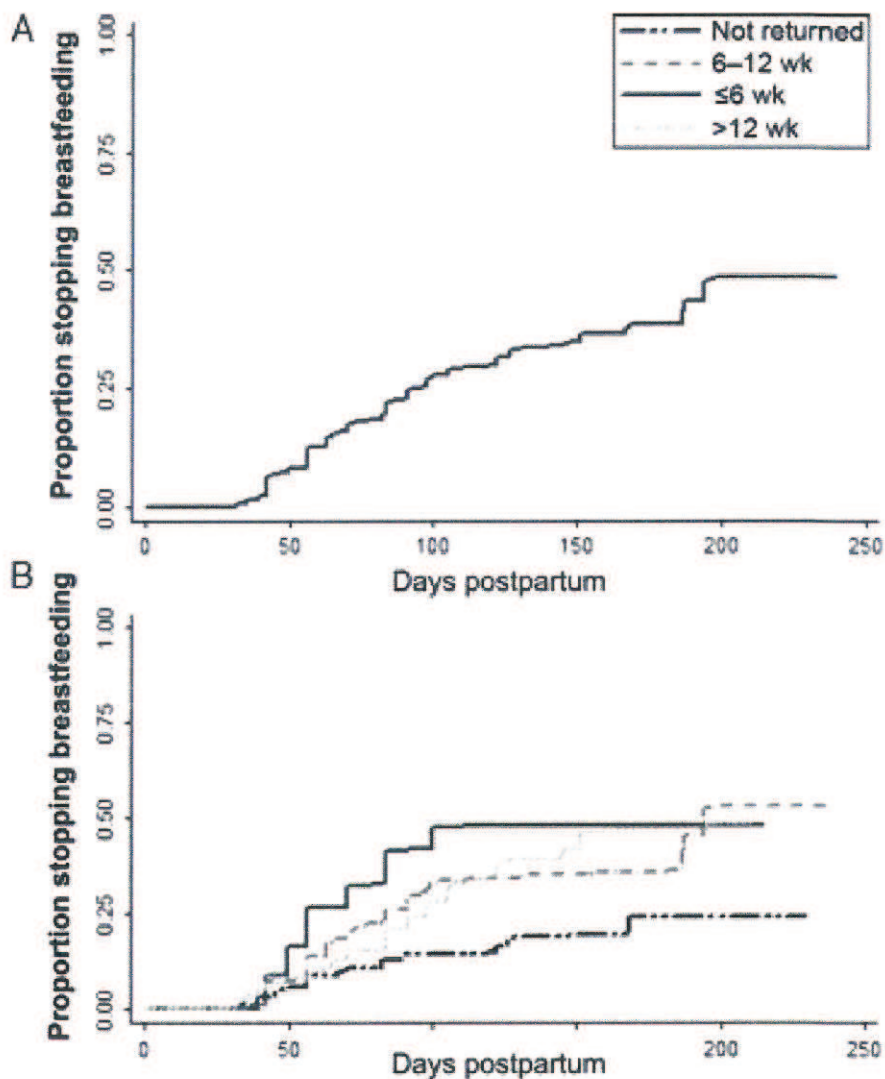 A
Not returned
6–12 wk
≤6 wk
>12 wk
Proportion stopping breastfeeding
1.00
0.75
0.50
0.25
0.00
0
50
100
150
200
250
Days postpartum
B
Proportion stopping breastfeeding
1.00
0.75
0.50
0.25
0.00
0
50
200
250
Days postpartum